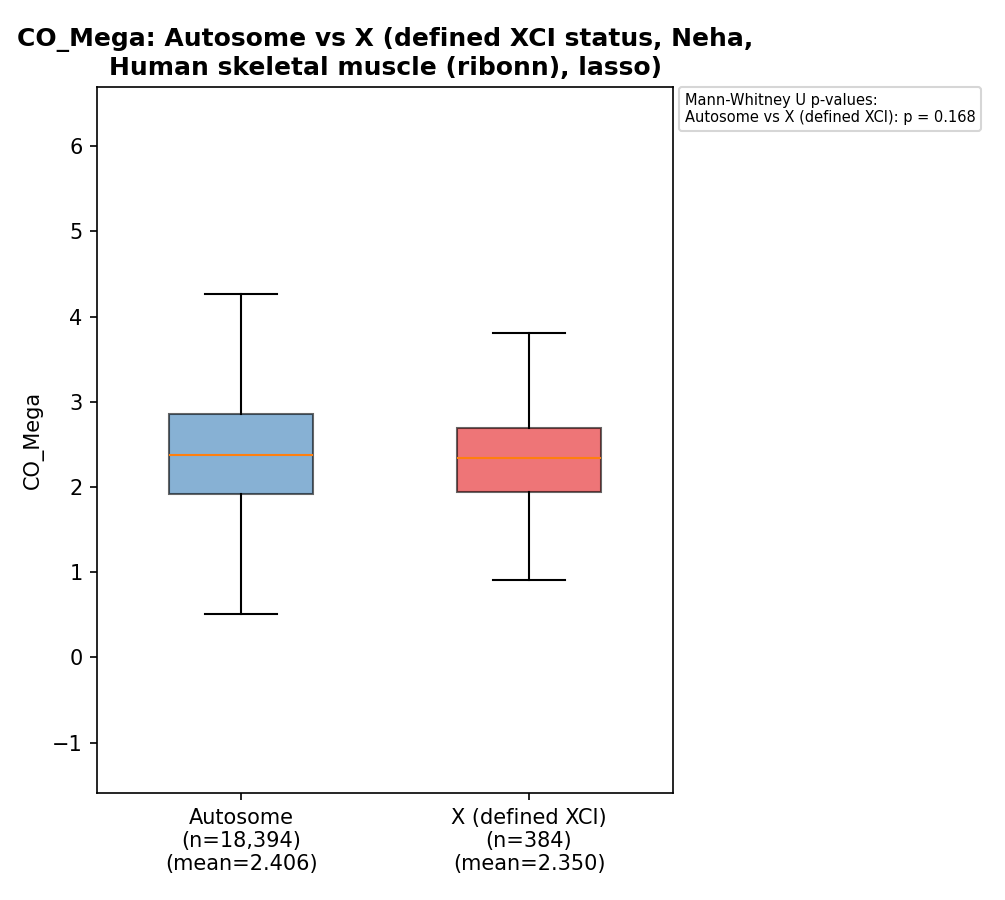 CO_Mega: Autosome vs X (defined XCI status, Neha,
Human skeletal muscle (ribonn), lasso)
Mann-Whitney U p-values:
Autosome vs X (defined XCI): p = 0.168
CO_Mega
6
5
4
3
2
1
0
−1
Autosome
(n=18,394)
(mean=2.406)
X (defined XCI)
(n=384)
(mean=2.350)